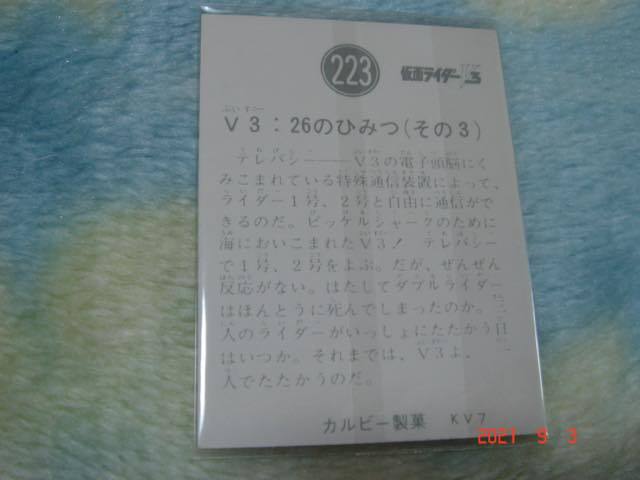 223
仮面ライダーV3
V3:26のひみつ(その3)
テレパシー――V3の電子頭脳にく
みこまれている特殊通信装置によって、
ライダー1号、2号と自由に通信がで
きるのだ。ピッケルシャークのために
海においこまれたV3! テレパシー
で1号、2号をよぶ。だが、ぜんぜん
反応がない。はたしてダブルライダー
はほんとうに死んでしまったのか。三
人のライダーがいっしょにたたかう日
はいつか。それまでは、V3よ、一
人でたたかうのだ。
カルビー製菓 KV7
2021 9 3